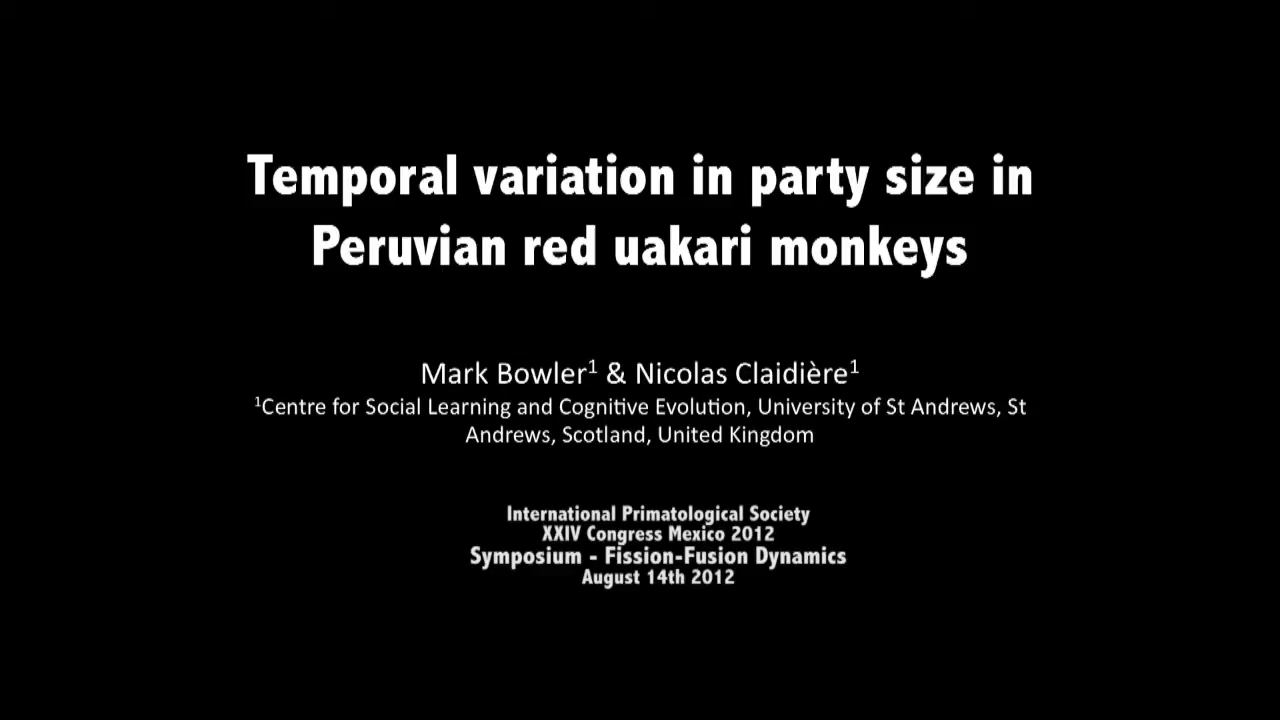 Temporal variation in party size in
Peruvian red uakari monkeys
Mark Bowler¹ & Nicolas Claidière¹
¹Centre for Social Learning and Cognitive Evolution, University of St Andrews, St
Andrews, Scotland, United Kingdom
International Primatological Society
XXIV Congress Mexico 2012
Symposium - Fission-Fusion Dynamics
August 14th 2012